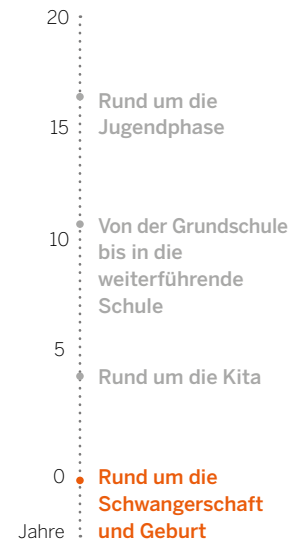 20
Rund um die
15
Jugendphase
Von der Grundschule
10
bis in die
weiterführende
Schule
5
Rund um die Kita
0
Rund um die
Schwangerschaft
Jahre
und Geburt